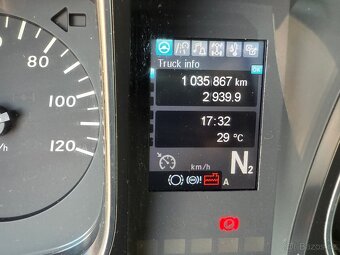 80
100
120
/h
Truck info
OK
1 035 867 km
2 939.9
17:32
29 °C
km/h
N2
A